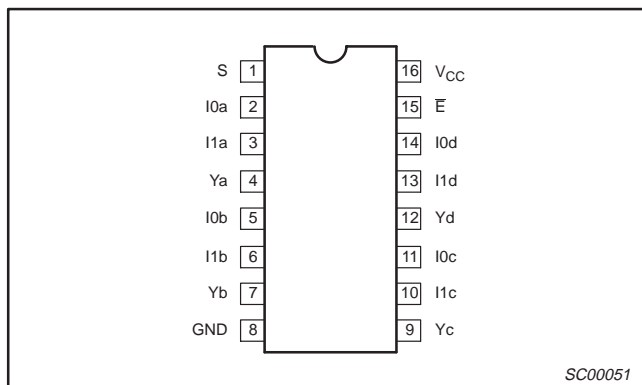 S 1 16 V_CC
I0a 2 15 E̅
I1a 3 14 I0d
Ya 4 13 I1d
I0b 5 12 Yd
I1b 6 11 I0c
Yb 7 10 I1c
GND 8 9 Yc
SC00051